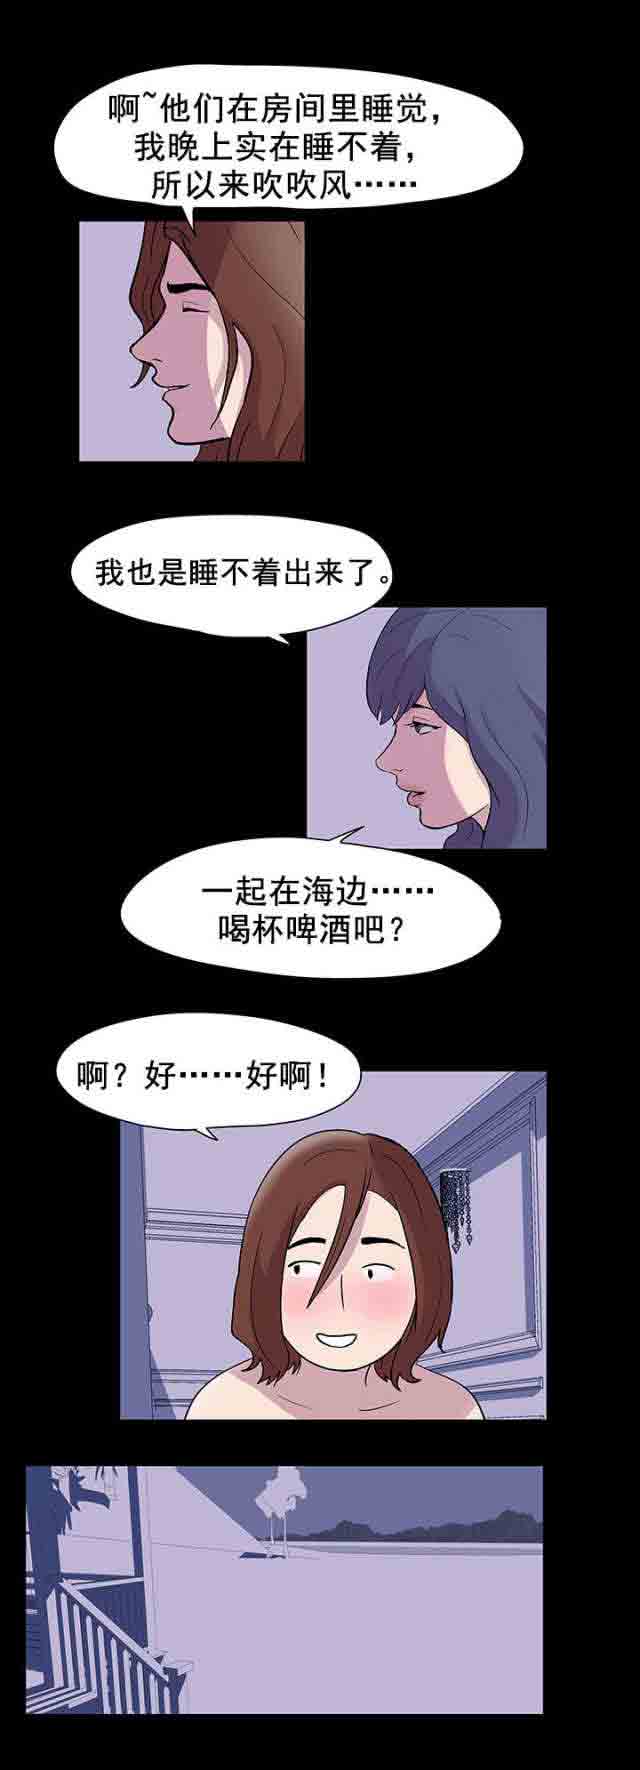 啊~他们在房间里睡觉，
我晚上实在睡不着，
所以来吹吹风……
我也是睡不着出来了。
一起在海边……
喝杯啤酒吧？
啊？好……好啊！